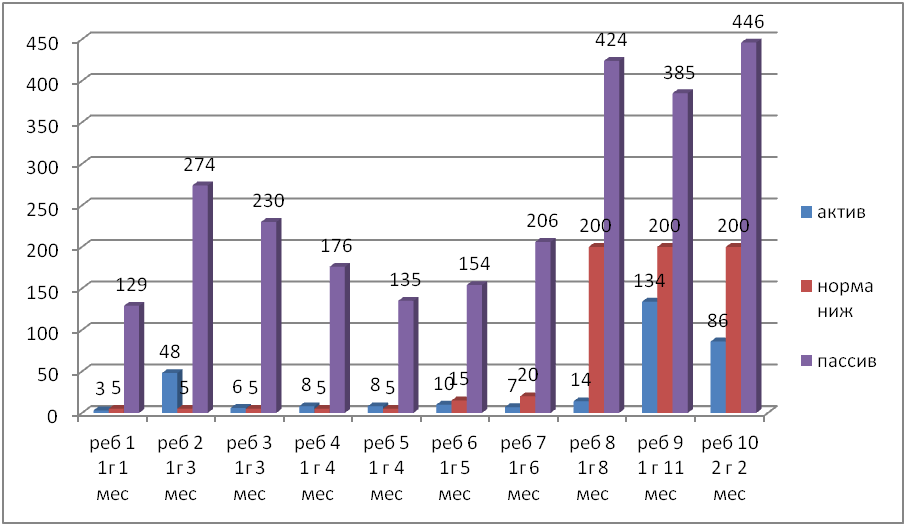 450
400
350
300
250
200
150
100
50
0
3 5 129
48 5 274
6 5 230
8 5 176
8 5 135
10 15 154
7 20 206
14 200 424
134 200 385
86 200 446
реб 1
1г 1
мес
реб 2
1г 3
мес
реб 3
1г 3
мес
реб 4
1 г 4
мес
реб 5
1 г 4
мес
реб 6
1 г 5
мес
реб 7
1 г 6
мес
реб 8
1 г 8
мес
реб 9
1 г 11
мес
реб 10
2 г 2
мес
актив
норма
ниж
пассив